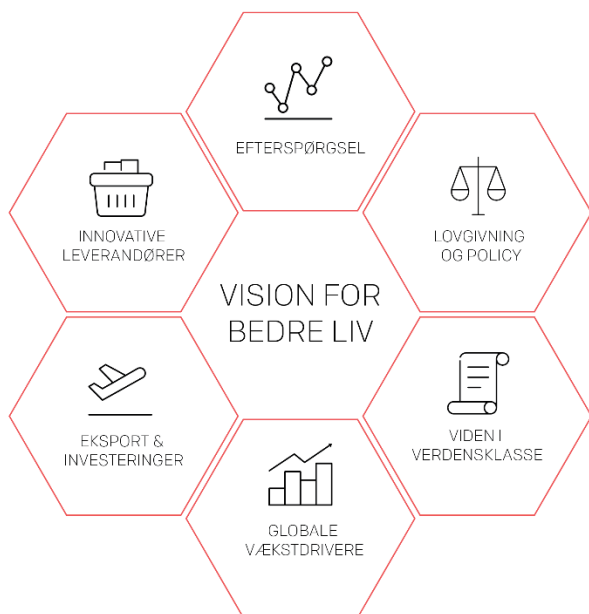 EFTERSPØRGSEL
INNOVATIVE
LEVERANDØRER
LOVGIVNING
OG POLICY
VISION FOR
BEDRE LIV
EKSPORT &
INVESTERINGER
VIDEN I
VERDENSKLASSE
GLOBALE
VÆKSTDRIVERE